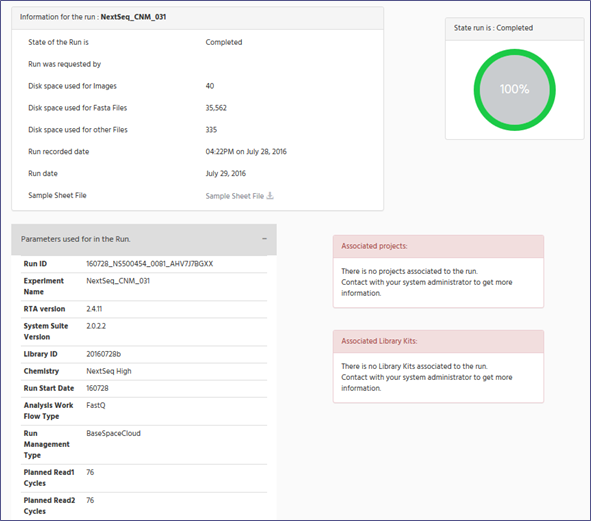 Information for the run : NextSeq_CNM_031
State of the Run is Completed
Run was requested by
Disk space used for Images 40
Disk space used for Fasta Files 35,562
Disk space used for other Files 335
Run recorded date 04:22PM on July 28, 2016
Run date July 29, 2016
Sample Sheet File Sample Sheet File
State run is : Completed
100%
Parameters used for in the Run. −
Run ID 160728_NS500454_0081_AHV7J7BGXX
Experiment Name NextSeq_CNM_031
RTA version 2.4.11
System Suite Version 2.0.2.2
Library ID 20160728b
Chemistry NextSeq High
Run Start Date 160728
Analysis Work Flow Type FastQ
Run Management Type BaseSpaceCloud
Planned Read1 Cycles 76
Planned Read2 Cycles 76
Associated projects:
There is no projects associated to the run.
Contact with your system administrator to get more
information.
Associated Library Kits:
There is no Library Kits associated to the run.
Contact with your system administrator to get more
information.